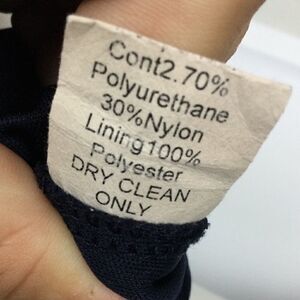 Cont2.70%
Polyurethane
30%Nylon
Lining100%
Polyester
DRY CLEAN
ONLY